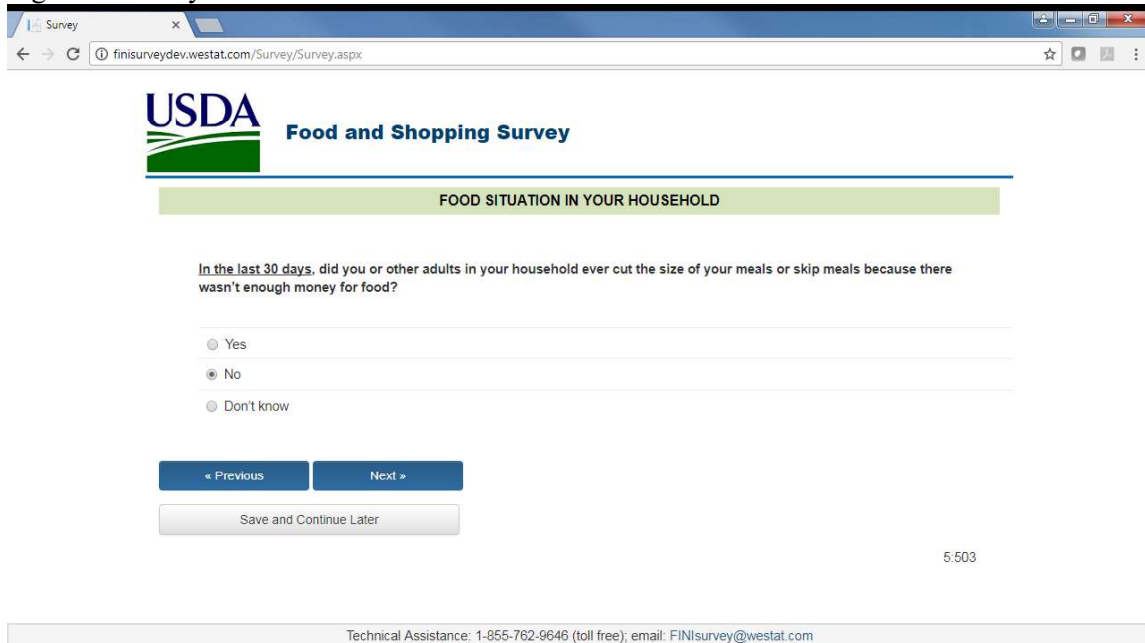 Survey
finisurveydev.westat.com/Survey/Survey.aspx
USDA
Food and Shopping Survey
FOOD SITUATION IN YOUR HOUSEHOLD
In the last 30 days, did you or other adults in your household ever cut the size of your meals or skip meals because there
wasn't enough money for food?
Yes
No
Don't know
« Previous
Next »
Save and Continue Later
5:503
Technical Assistance: 1-855-762-9646 (toll free); email: FINIsurvey@westat.com